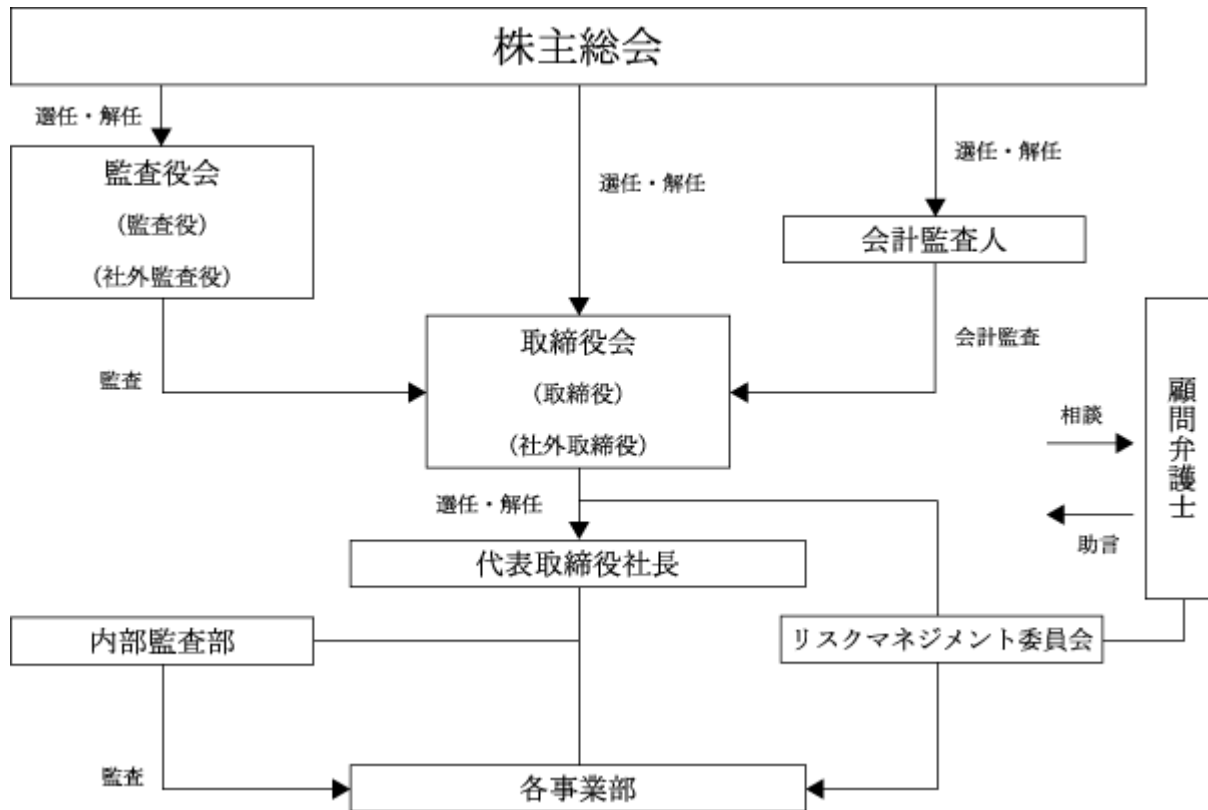 株主総会
選任・解任
監査役会
（監査役）
（社外監査役）
選任・解任
選任・解任
会計監査人
監査
取締役会
（取締役）
（社外取締役）
会計監査
相談
助言
顧問弁護士
選任・解任
代表取締役社長
内部監査部
リスクマネジメント委員会
監査
各事業部